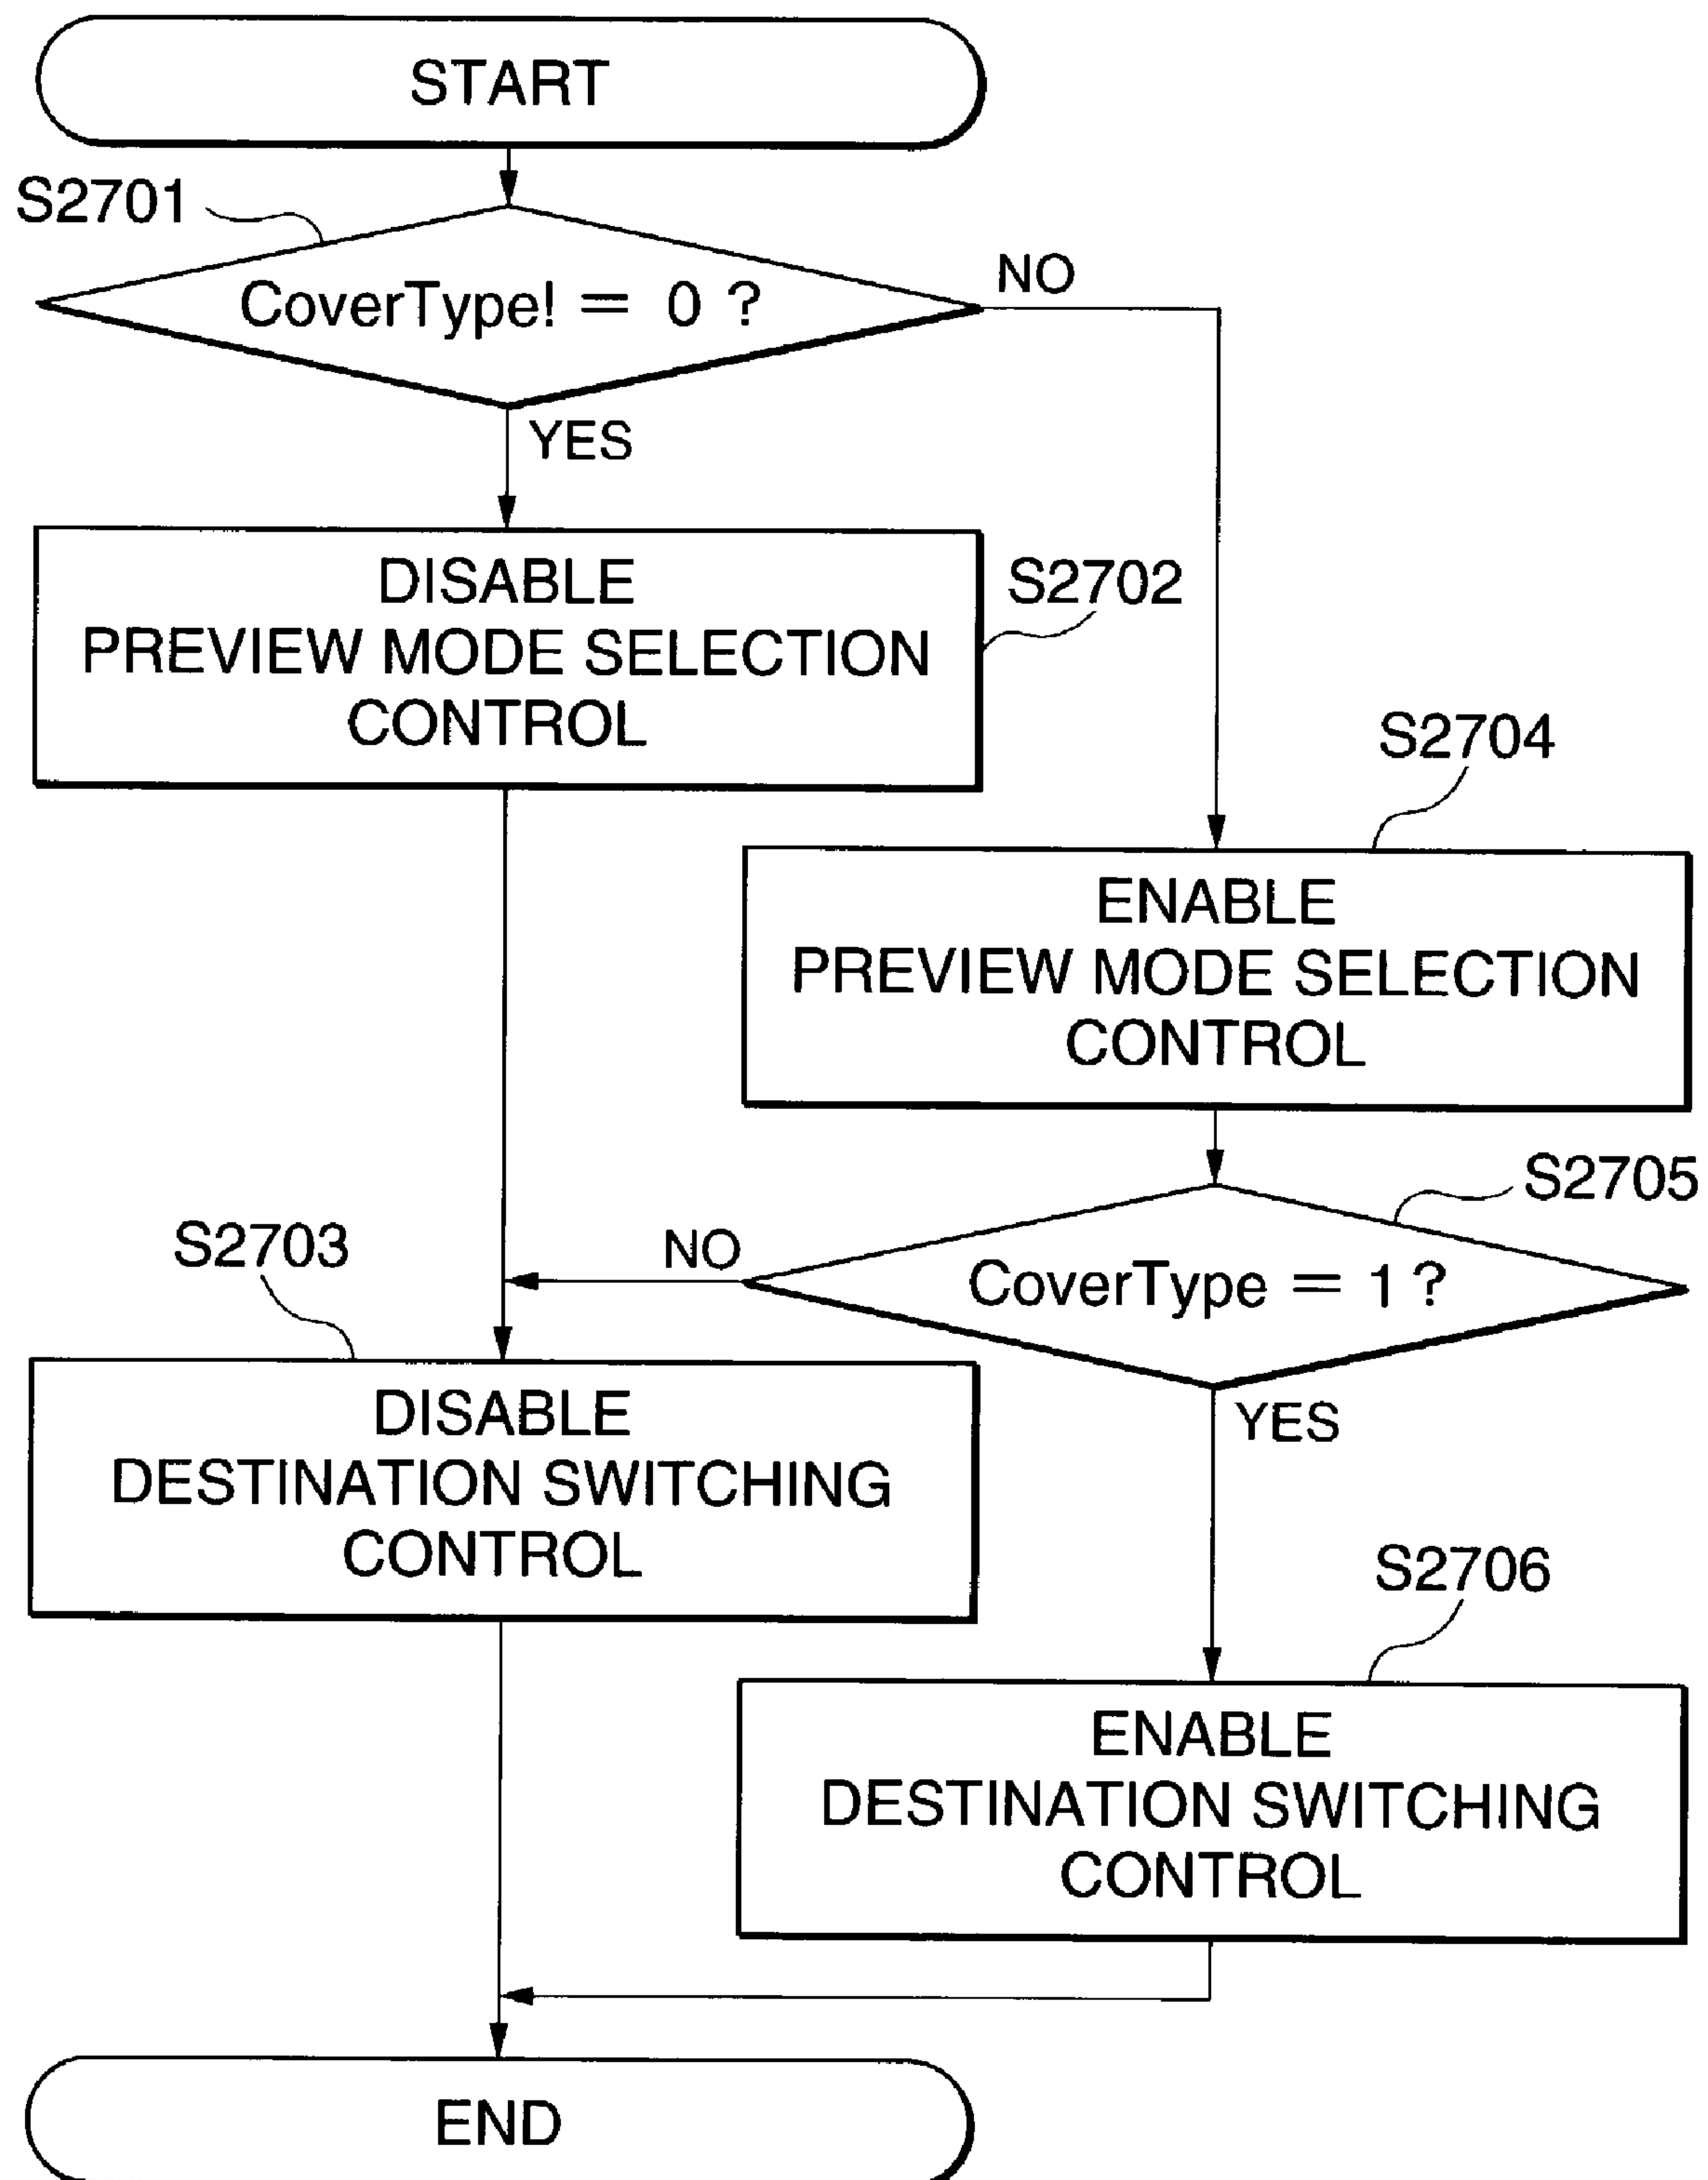 START
S2701
CoverType! = 0 ?
NO
YES
DISABLE
PREVIEW MODE SELECTION
CONTROL
S2702
S2704
ENABLE
PREVIEW MODE SELECTION
CONTROL
S2705
CoverType = 1 ?
NO
YES
S2703
DISABLE
DESTINATION SWITCHING
CONTROL
S2706
ENABLE
DESTINATION SWITCHING
CONTROL
END